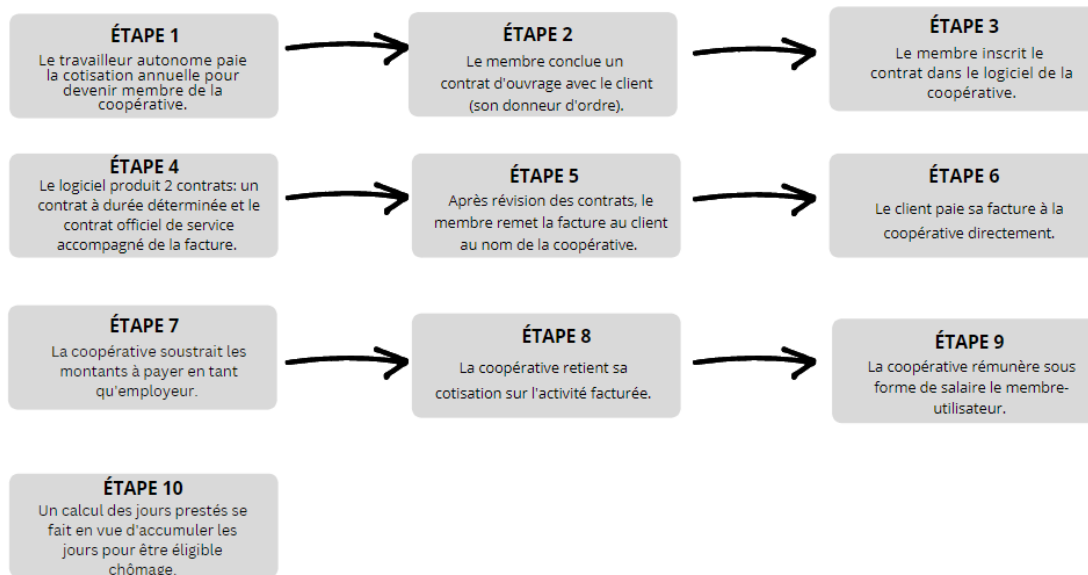 ÉTAPE 1
Le travailleur autonome paie
la cotisation annuelle pour
devenir membre de la
coopérative.
ÉTAPE 2
Le membre conclue un
contrat d'ouvrage avec le client
(son donneur d'ordre).
ÉTAPE 3
Le membre inscrit le
contrat dans le logiciel de la
coopérative.
ÉTAPE 4
Le logiciel produit 2 contrats: un
contrat à durée déterminée et le
contrat officiel de service
accompagné de la facture.
ÉTAPE 5
Après révision des contrats, le
membre remet la facture au client
au nom de la coopérative.
ÉTAPE 6
Le client paie sa facture à la
coopérative directement.
ÉTAPE 7
La coopérative soustrait les
montants à payer en tant
qu'employeur.
ÉTAPE 8
La coopérative retient sa
cotisation sur l'activité facturée.
ÉTAPE 9
La coopérative rémunère sous
forme de salaire le membre-
utilisateur.
ÉTAPE 10
Un calcul des jours prestés se
fait en vue d'accumuler les
jours pour être éligible
chômage.